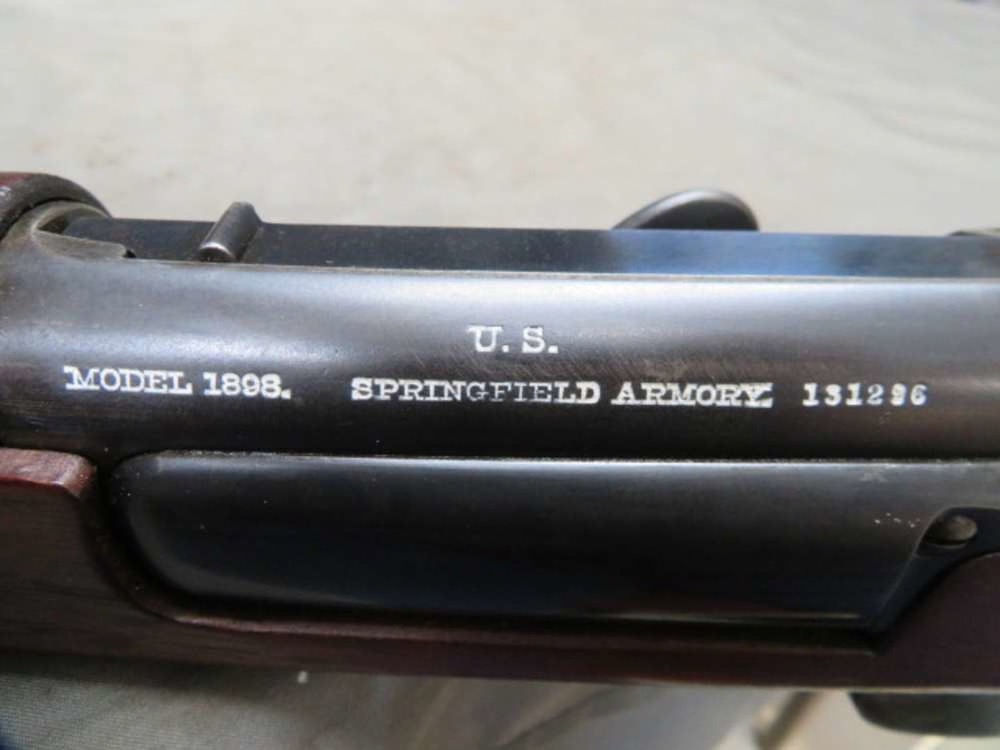 U. S.
MODEL 1898. SPRINGFIELD ARMORY. 131296